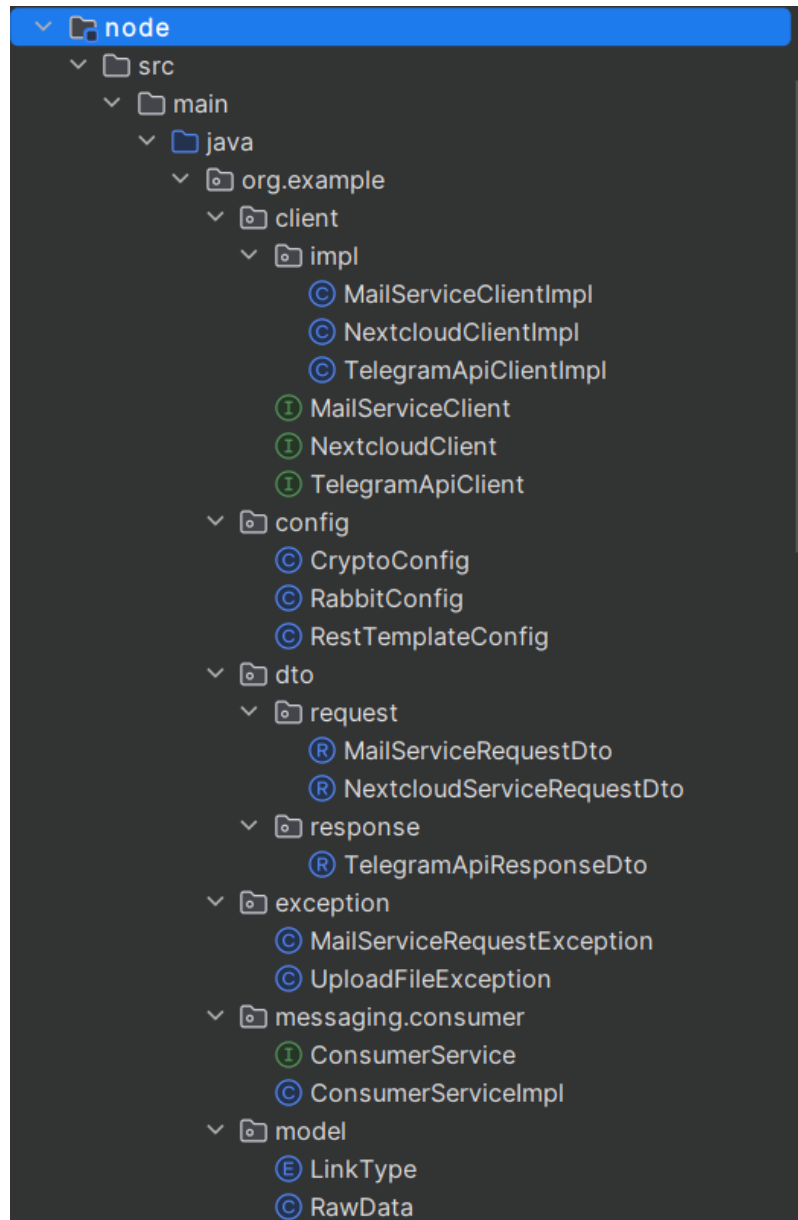 node
src
main
java
org.example
client
impl
MailServiceClientImpl
NextcloudClientImpl
TelegramApiClientImpl
MailServiceClient
NextcloudClient
TelegramApiClient
config
CryptoConfig
RabbitConfig
RestTemplateConfig
dto
request
MailServiceRequestDto
NextcloudServiceRequestDto
response
TelegramApiResponseDto
exception
MailServiceRequestException
UploadFileException
messaging.consumer
ConsumerService
ConsumerServiceImpl
model
LinkType
RawData